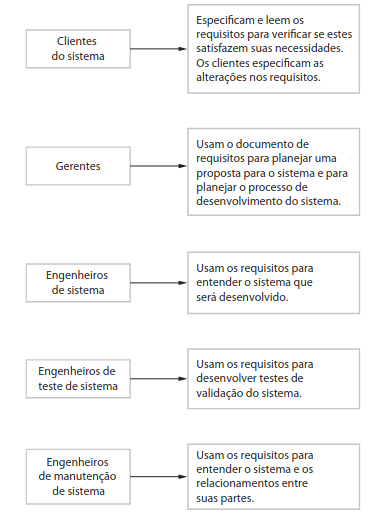 Clientes
do sistema
Especificam e leem os
requisitos para verificar se estes
satisfazem suas necessidades.
Os clientes especificam as
alterações nos requisitos.
Gerentes
Usam o documento de
requisitos para planejar uma
proposta para o sistema e para
planejar o processo de
desenvolvimento do sistema.
Engenheiros
de sistema
Usam os requisitos para
entender o sistema que
será desenvolvido.
Engenheiros de
teste de sistema
Usam os requisitos para
desenvolver testes de
validação do sistema.
Engenheiros
de manutenção
de sistema
Usam os requisitos para
entender o sistema e os
relacionamentos entre
suas partes.